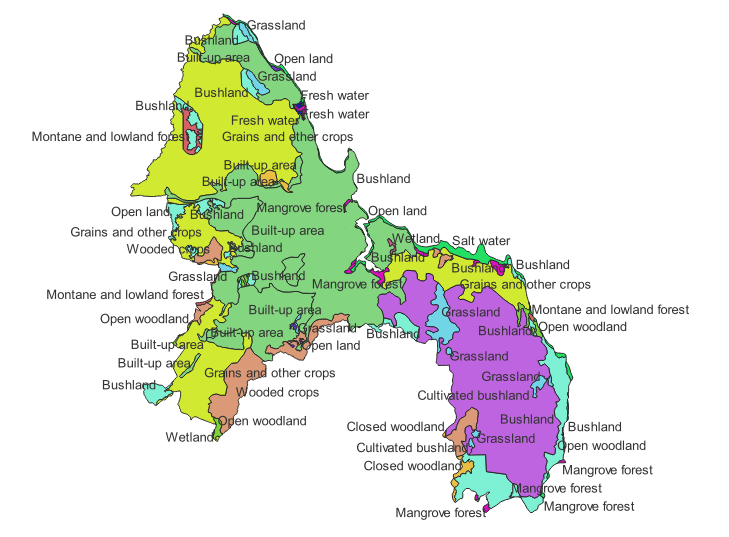 Grassland
Bushland
Built-up area
Open land
Grassland
Bushland
Fresh water
Bushland
Fresh water
Fresh water
Montane and lowland forest
Grains and other crops
Built-up area
Built-up area
Bushland
Open land
Bushland
Mangrove forest
Open land
Grains and other crops
Built-up area
Wetland
Salt water
Wooded crops
Bushland
Bushland
Bushland
Bushland
Grassland
Bushland
Mangrove forest
Grains and other crops
Montane and lowland forest
Built-up area
Grassland
Montane and lowland forest
Open woodland
Built-up area
Grassland
Bushland
Bushland
Open woodland
Built-up area
Open land
Grassland
Built-up area
Grains and other crops
Grassland
Bushland
Wooded crops
Cultivated bushland
Open woodland
Bushland
Closed woodland
Bushland
Wetland
Grassland
Cultivated bushland
Open woodland
Closed woodland
Mangrove forest
Mangrove forest
Mangrove forest
Mangrove forest